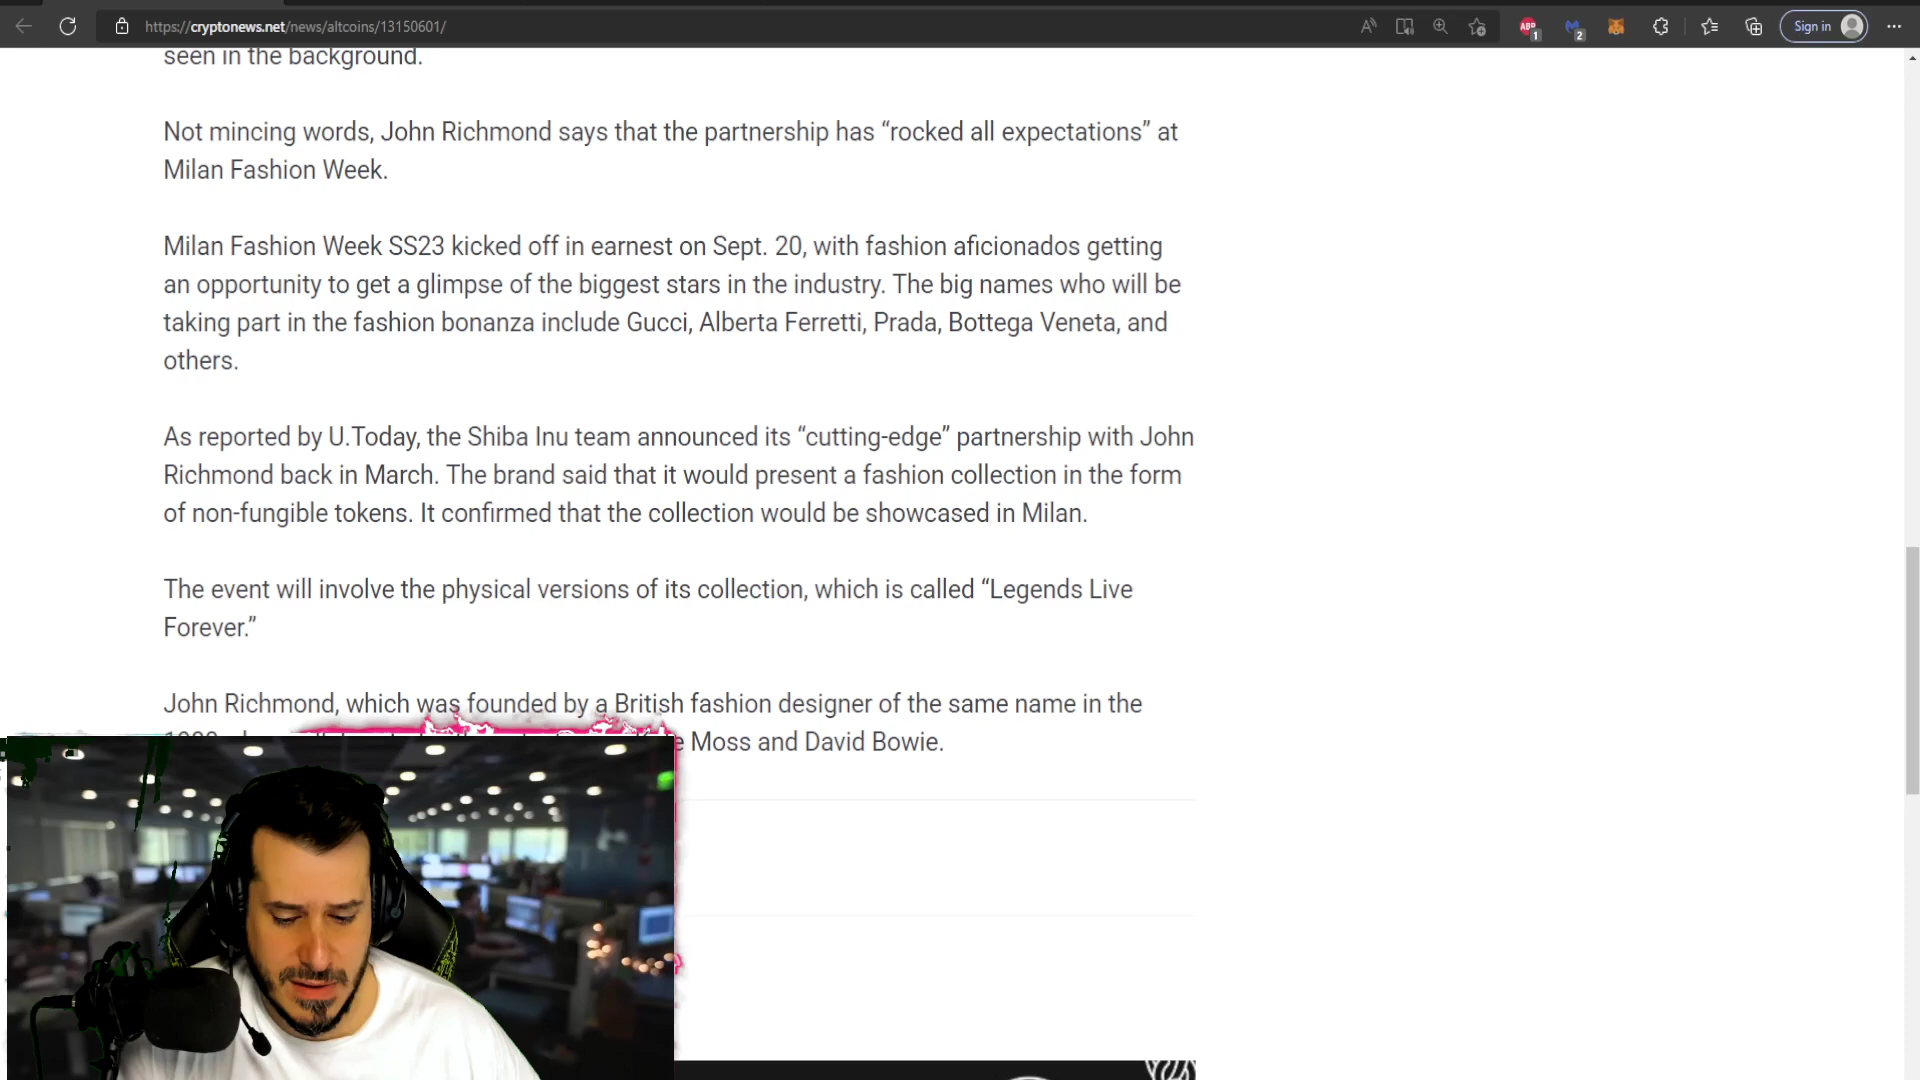 https://cryptonews.net/news/altcoins/13150601/
ABP
1
2
Sign in
seen in the background.
Not mincing words, John Richmond says that the partnership has “rocked all expectations” at
Milan Fashion Week.
Milan Fashion Week SS23 kicked off in earnest on Sept. 20, with fashion aficionados getting
an opportunity to get a glimpse of the biggest stars in the industry. The big names who will be
taking part in the fashion bonanza include Gucci, Alberta Ferretti, Prada, Bottega Veneta, and
others.
As reported by U.Today, the Shiba Inu team announced its “cutting-edge” partnership with John
Richmond back in March. The brand said that it would present a fashion collection in the form
of non-fungible tokens. It confirmed that the collection would be showcased in Milan.
The event will involve the physical versions of its collection, which is called “Legends Live
Forever.”
John Richmond, which was founded by a British fashion designer of the same name in the
Moss and David Bowie.